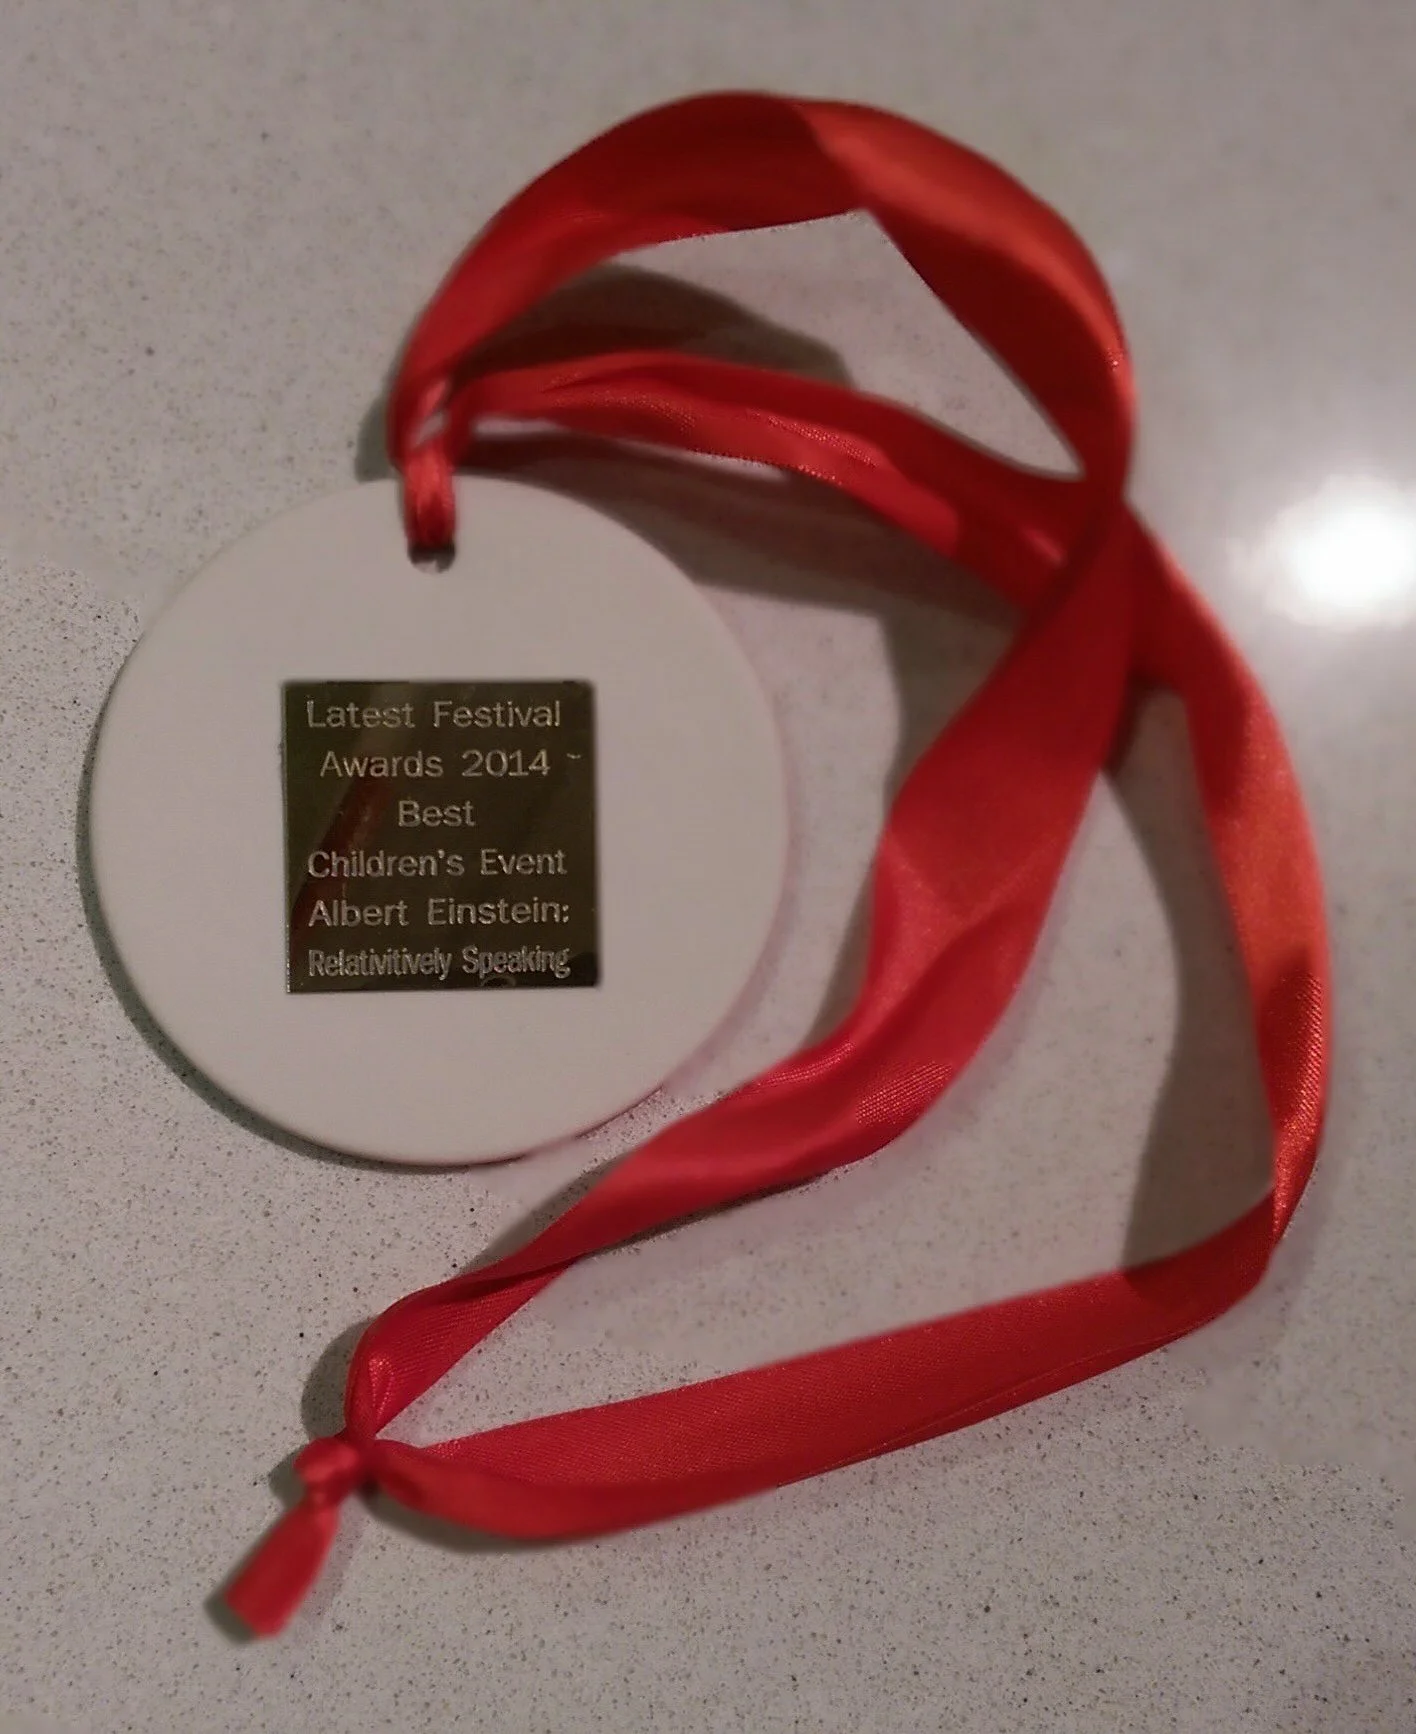 Latest Festival
Awards 2014 ~
Best
Children's Event
Albert Einstein:
Relativitively Speaking